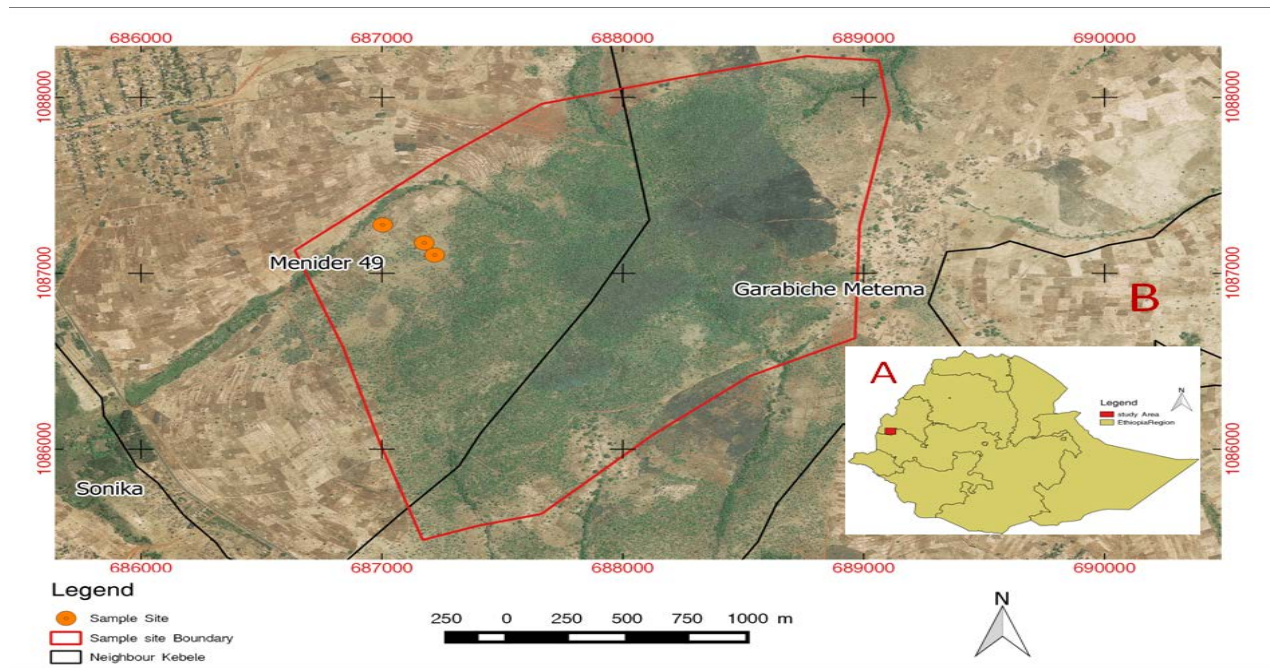 686000 687000 688000 689000 690000
1088000 1088000
Menider 49
1087000 1087000
Garabiche Metema
B
A
N
Legend
study Area
EthiopiaRegion
1086000 1086000
Sonika
686000 687000 688000 689000 690000
Legend
Sample Site
Sample site Boundary
Neighbour Kebele
250 0 250 500 750 1000 m
N